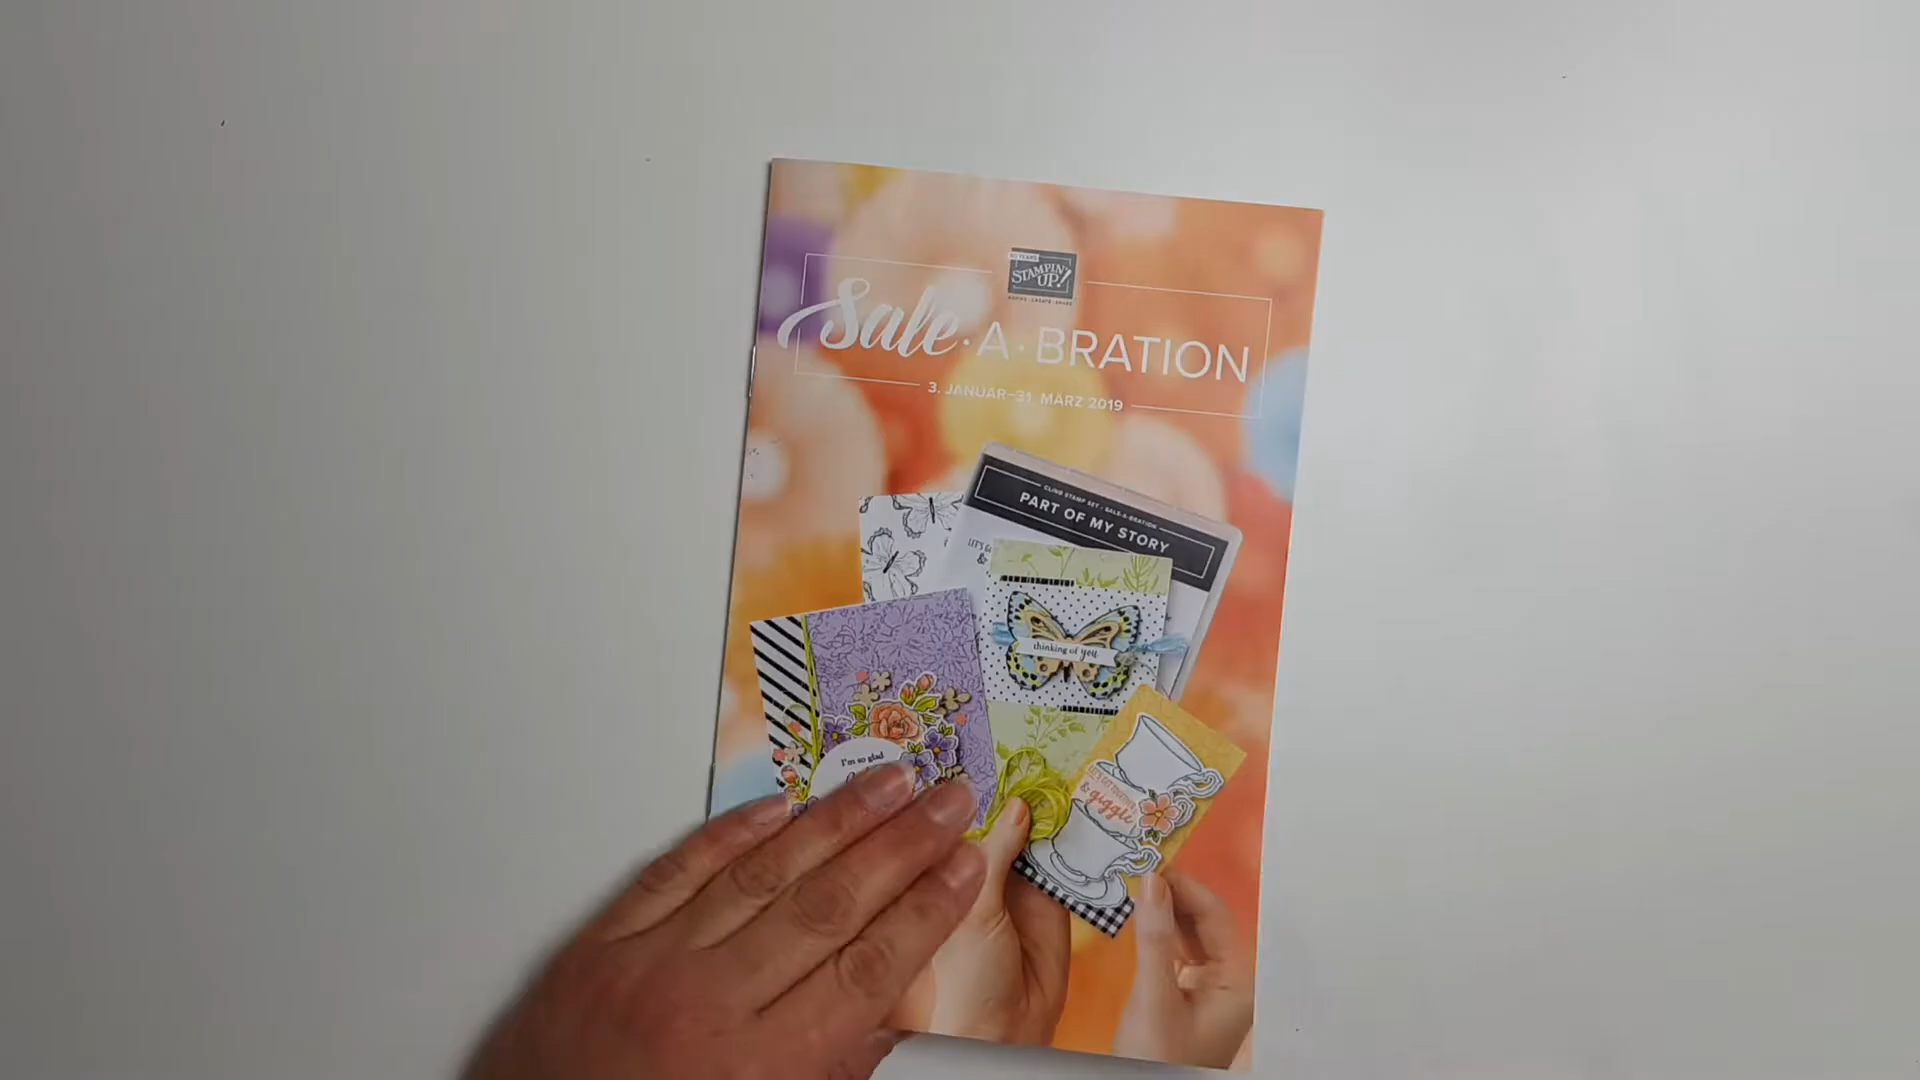 STAMPIN' UP!
Sale·A·BRATION
3. JANUAR–31. MÄRZ 2019
CLING STAMP SET • SALE-A-BRATION
PART OF MY STORY
LET'S
&
thinking of you
I'm so glad
& giggle